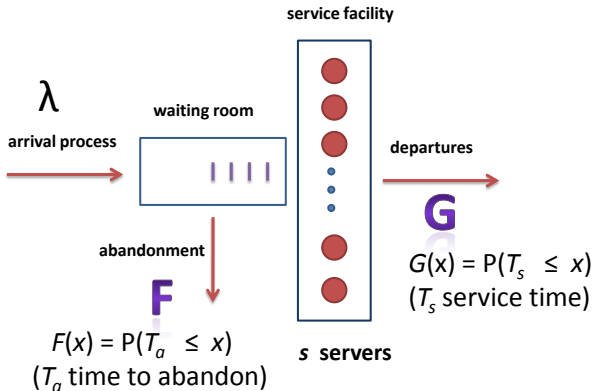 service facility
λ
waiting room
arrival process
departures
abandonment
G
F
G(x) = P(Tₛ ≤ x)
(Tₛ service time)
F(x) = P(Tₐ ≤ x)
(Tₐ time to abandon)
s servers